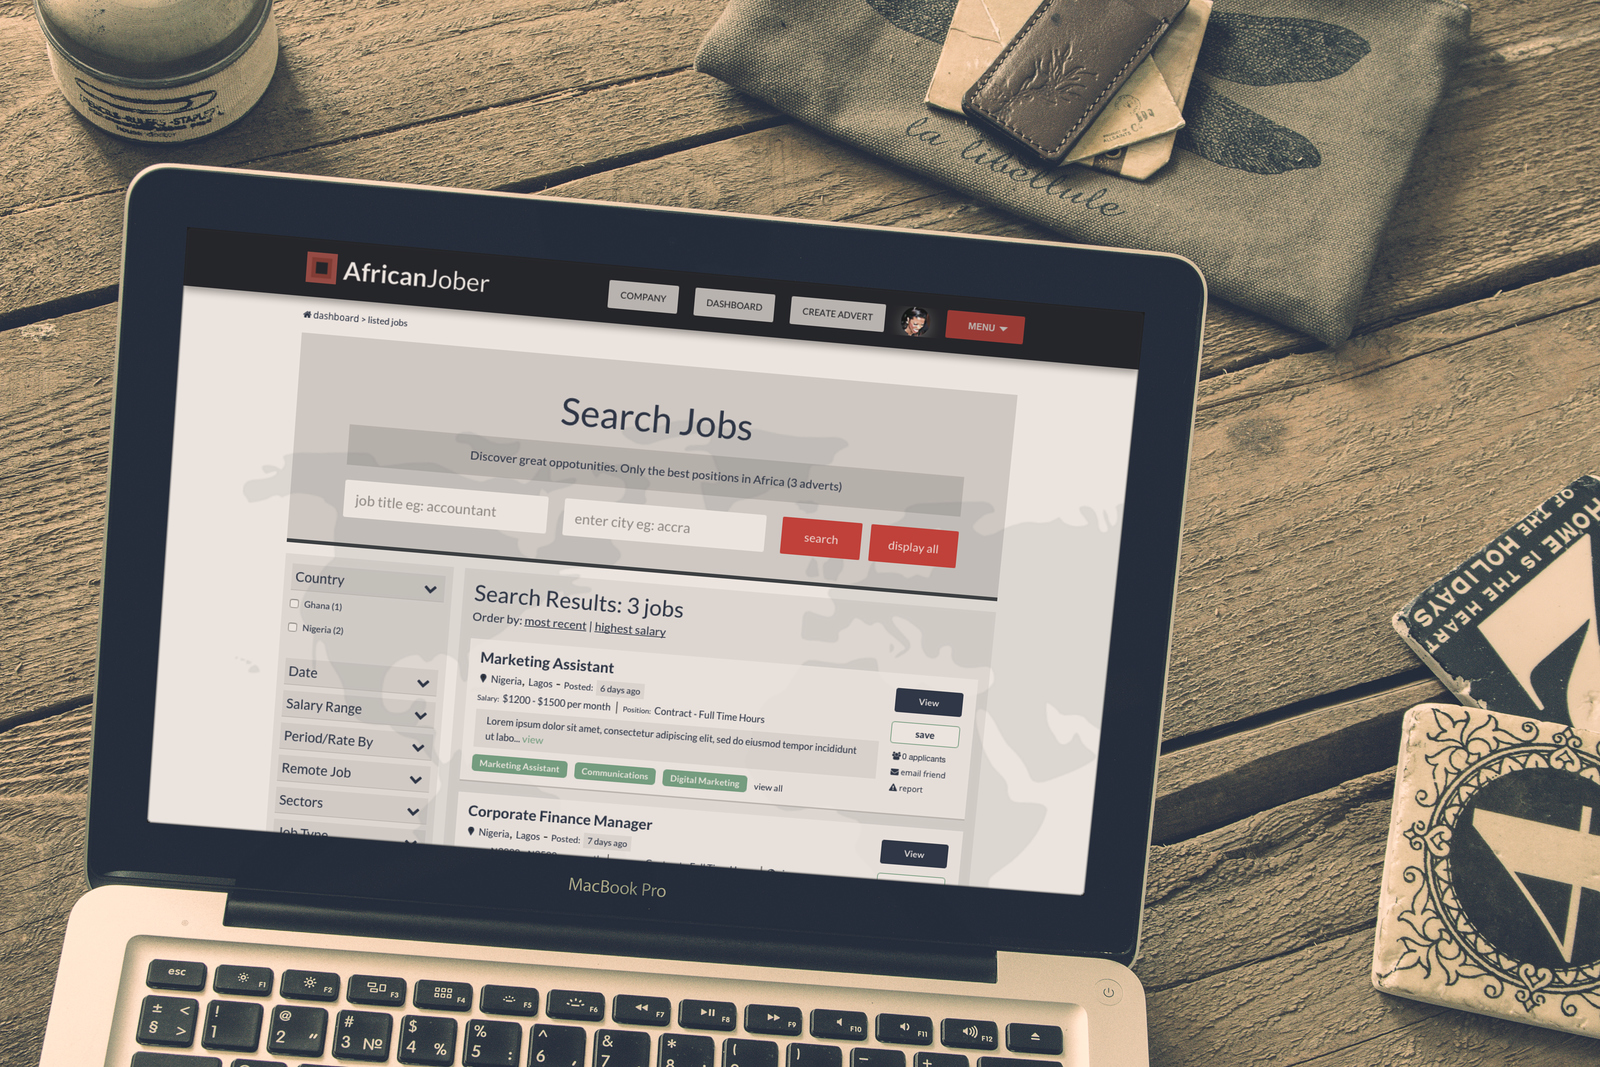 la libellule
HOME IS THE HEART
OF THE HOLIDAYS
AfricanJober
COMPANY
DASHBOARD
CREATE ADVERT
MENU
dashboard > listed jobs
Search Jobs
Discover great oppotunities. Only the best positions in Africa (3 adverts)
job title eg: accountant
enter city eg: accra
search
display all
Country
Ghana (1)
Nigeria (2)
Date
Salary Range
Period/Rate By
Remote Job
Sectors
Job Type
Search Results: 3 jobs
Order by: most recent | highest salary
Marketing Assistant
Nigeria, Lagos - Posted: 6 days ago
Salary: $1200 - $1500 per month | Position: Contract - Full Time Hours
Lorem ipsum dolor sit amet, consectetur adipiscing elit, sed do eiusmod tempor incididunt
ut labo... view
Marketing Assistant
Communications
Digital Marketing
view all
View
save
0 applicants
email friend
report
Corporate Finance Manager
Nigeria, Lagos - Posted: 7 days ago
View
MacBook Pro
esc
F1
F2
F3
F4
F5
F6
F7
F8
F9
F10
F11
F12
± <
§ >
!
1
@
2 "
#
3 №
$
4 %
%
5 :
^
6 ,
&
7
*
8
(
)